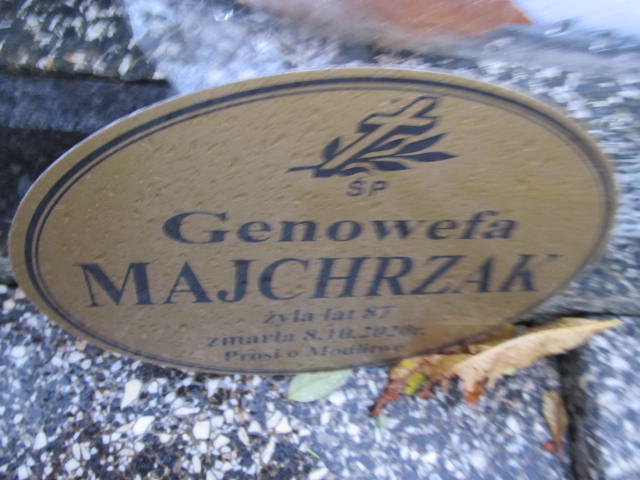 ŚP
Genowefa
MAJCHRZAK
żyła lat 87
zmarła 8.10.2020r.
Prosi o Modlitwę